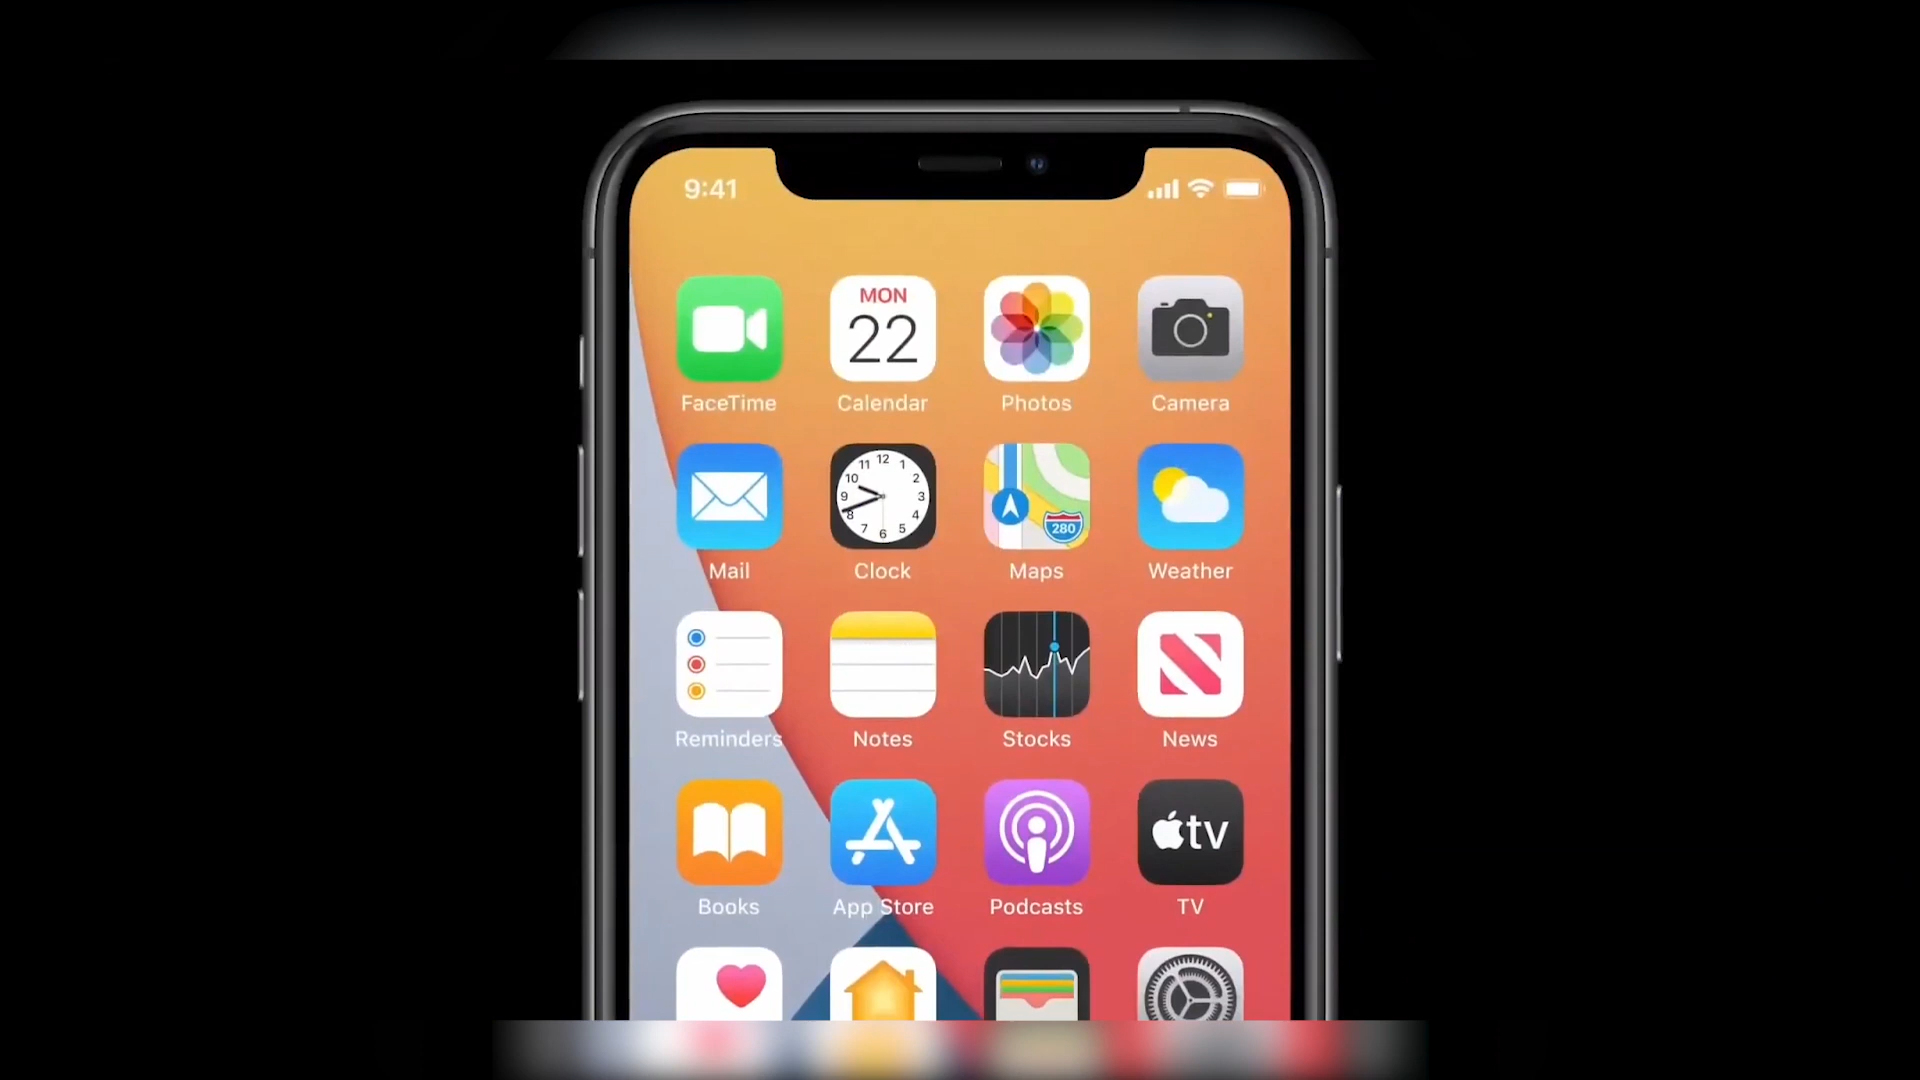 9:41
MON
22
FaceTime
Calendar
Photos
Camera
12
11
1
10
2
9
3
8
4
7
5
6
280
Mail
Clock
Maps
Weather
Reminders
Notes
Stocks
News
tv
Books
App Store
Podcasts
TV